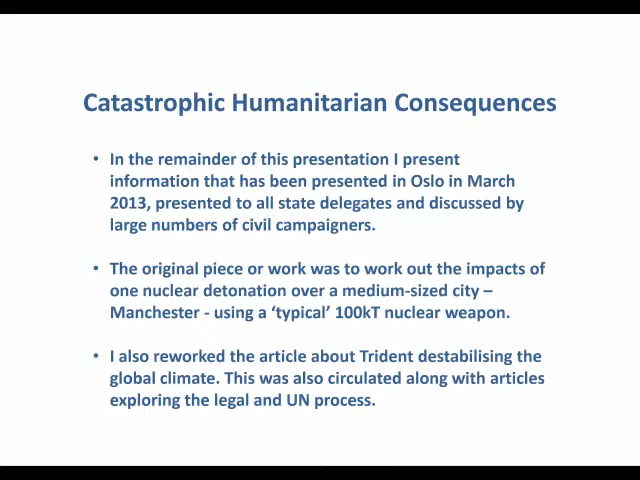 Catastrophic Humanitarian Consequences
• In the remainder of this presentation I present
information that has been presented in Oslo in March
2013, presented to all state delegates and discussed by
large numbers of civil campaigners.
• The original piece or work was to work out the impacts of
one nuclear detonation over a medium-sized city –
Manchester - using a ‘typical’ 100kT nuclear weapon.
• I also reworked the article about Trident destabilising the
global climate. This was also circulated along with articles
exploring the legal and UN process.